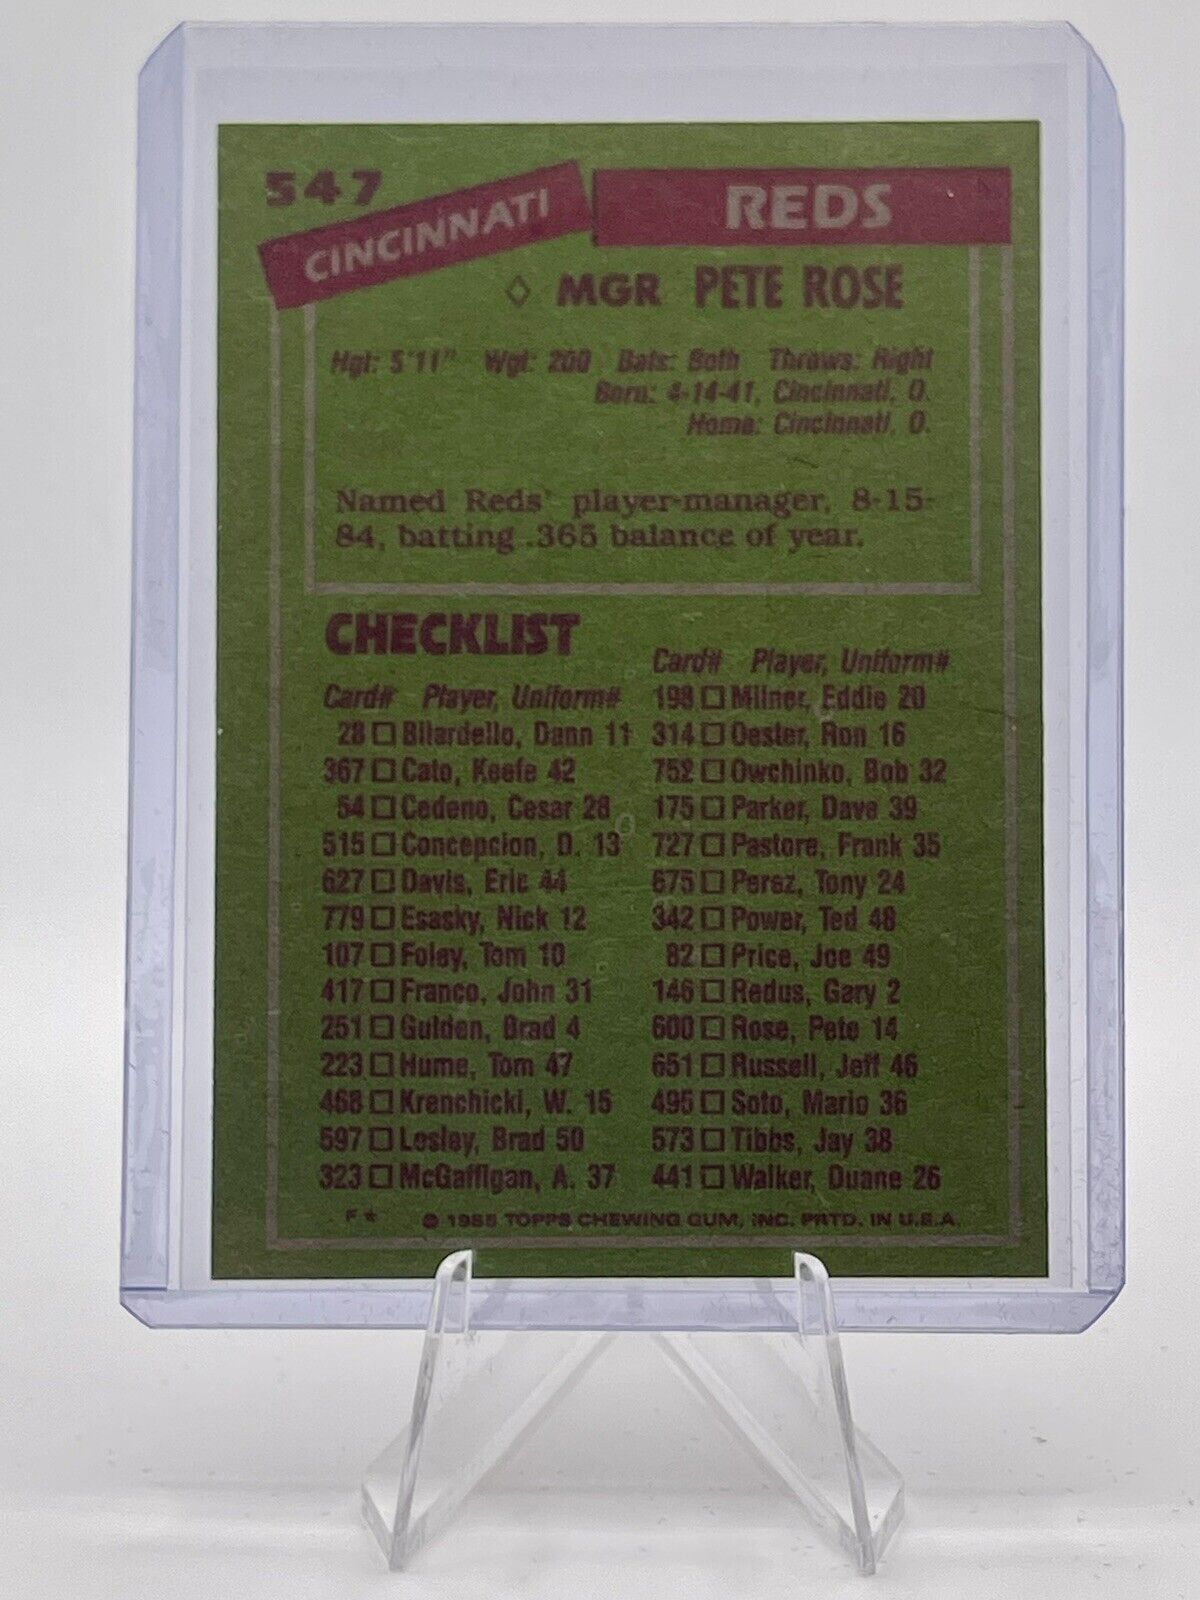 547
CINCINNATI REDS
◇ MGR PETE ROSE
Hgt: 5'11" Wgt: 200 Bats: Both Throws: Right
Born: 4-14-41, Cincinnati, O.
Home: Cincinnati, O.
Named Reds' player-manager, 8-15-
84, batting .365 balance of year.
CHECKLIST
Card# Player, Uniform#
28 □ Bilardello, Dann 11
367 □ Cato, Keefe 42
54 □ Cedeno, Cesar 28
515 □ Concepcion, D. 13
627 □ Davis, Eric 44
779 □ Esasky, Nick 12
107 □ Foley, Tom 10
417 □ Franco, John 31
251 □ Gulden, Brad 4
223 □ Hume, Tom 47
468 □ Krenchicki, W. 15
597 □ Lesley, Brad 50
323 □ McGaffigan, A. 37
Card# Player, Uniform#
198 □ Milner, Eddie 20
314 □ Oester, Ron 16
752 □ Owchinko, Bob 32
175 □ Parker, Dave 39
727 □ Pastore, Frank 35
675 □ Perez, Tony 24
342 □ Power, Ted 48
82 □ Price, Joe 49
146 □ Redus, Gary 2
600 □ Rose, Pete 14
651 □ Russell, Jeff 46
495 □ Soto, Mario 36
573 □ Tibbs, Jay 38
441 □ Walker, Duane 26
F* © 1985 TOPPS CHEWING GUM, INC. PRTD. IN U.S.A.